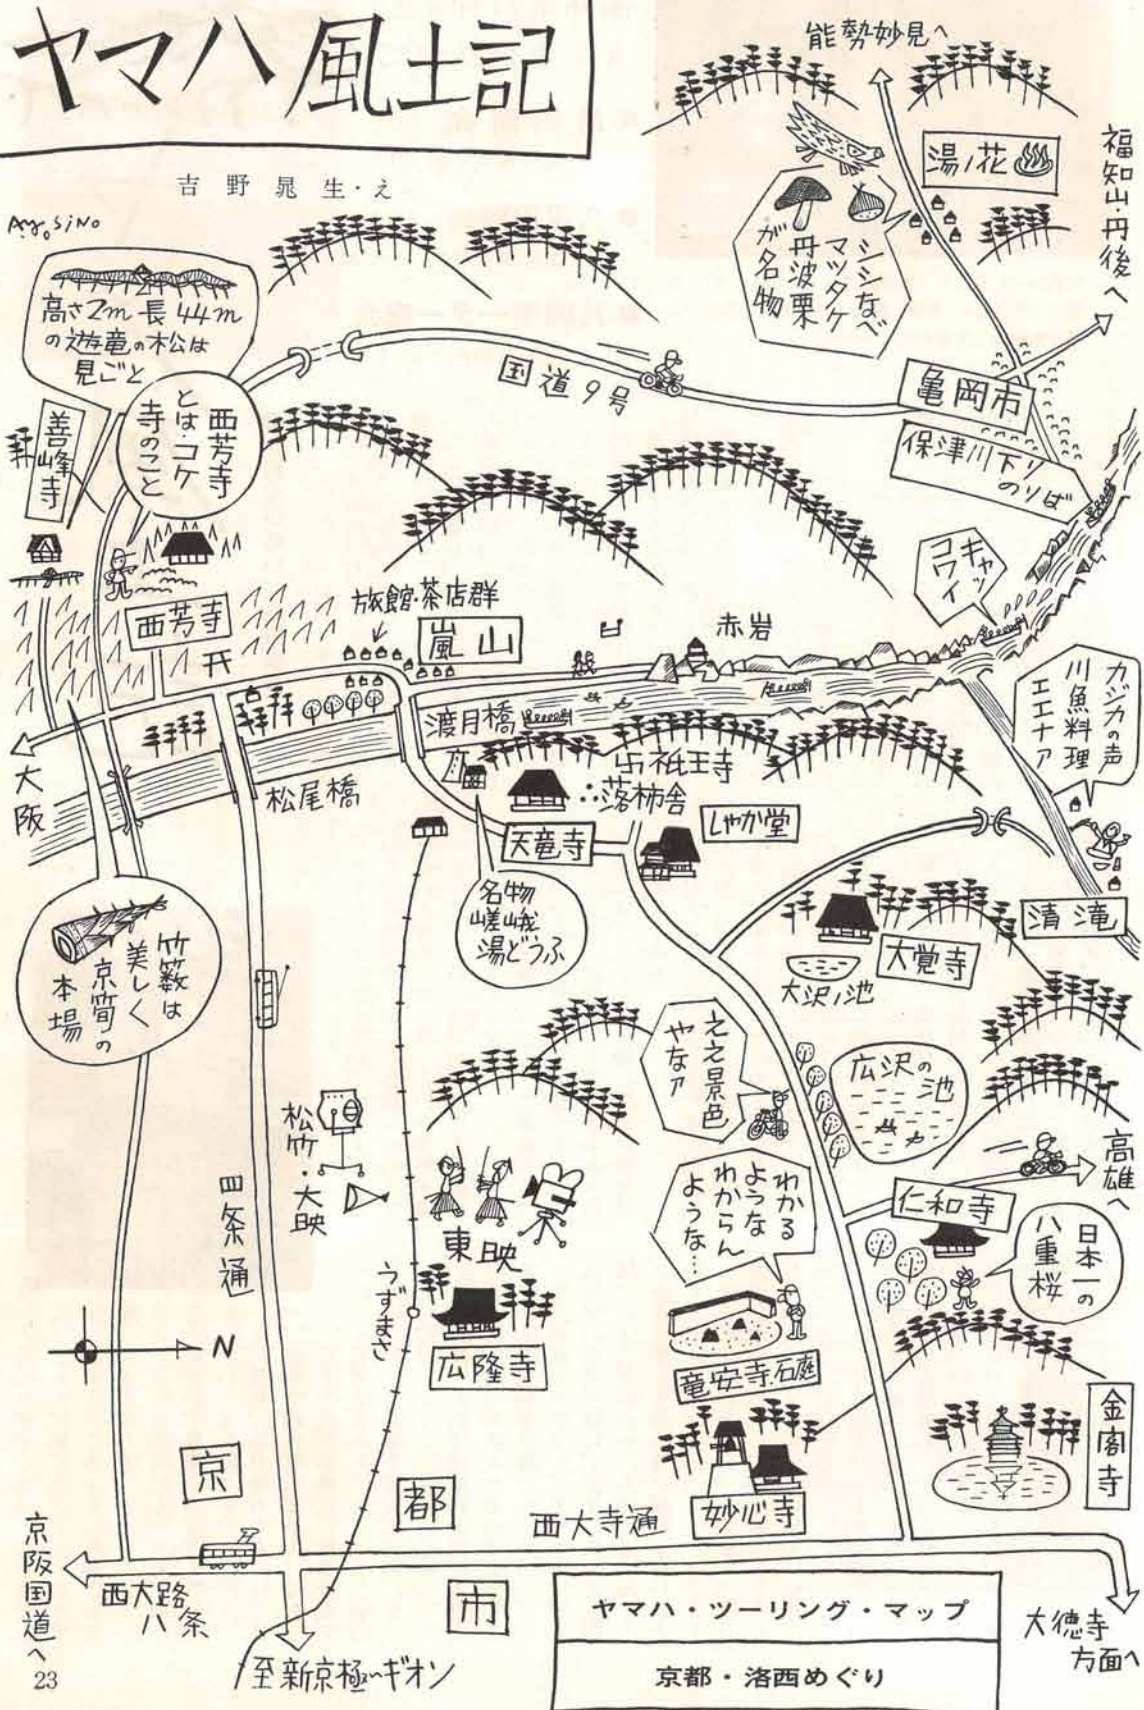 ヤマハ風土記
吉野晁生・え
Ayo SiNO
能勢妙見へ
湯ノ花
福知山・丹後へ
シシなべ
マツタケ
丹波栗
が名物
高さ2m 長44m
の遊竜の松は
見ごと
善峰寺
西芳寺
とは・コケ
寺のこと
国道9号
亀岡市
保津川下り
のりば
キャッ
コワイ
西芳寺
旅館・茶店群
嵐山
赤岩
カジカの声
川魚料理
エエナァ
大阪
渡月橋
松尾橋
卍祇王寺
∴落柿舎
しゃか堂
天竜寺
名物
嵯峨
湯どうふ
清滝
大覚寺
大沢ノ池
竹籔は
美しく
京筍の
本場
ええ景色
やなァ
広沢の
池
松竹・大映
四条通
東映
わかる
ような
わからん
ような…
高雄へ
仁和寺
日本一の
八重桜
うずまさ
広隆寺
竜安寺.石庭
N
金閣寺
京
都
市
西大寺通
妙心寺
京阪国道へ
西大路
八条
至新京極〜ギオン
大徳寺
方面へ
ヤマハ・ツーリング・マップ
京都・洛西めぐり
23